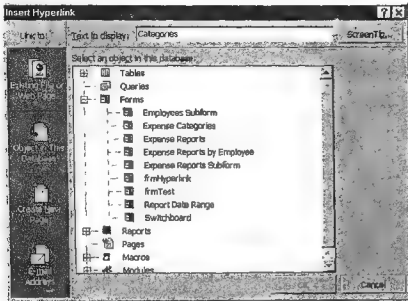 Insert Hyperlink
Link to:
Text to display: Categories
ScreenTip...
Select an object in this database:
Existing File or
Web Page
Object in This
Database
Create New
Page
E-mail
Address
Tables
Queries
Forms
Employees Subform
Expense Categories
Expense Reports
Expense Reports by Employee
Expense Reports Subform
frmHyperlink
frmTest
Report Date Range
Switchboard
Reports
Pages
Macros
Modules
Cancel